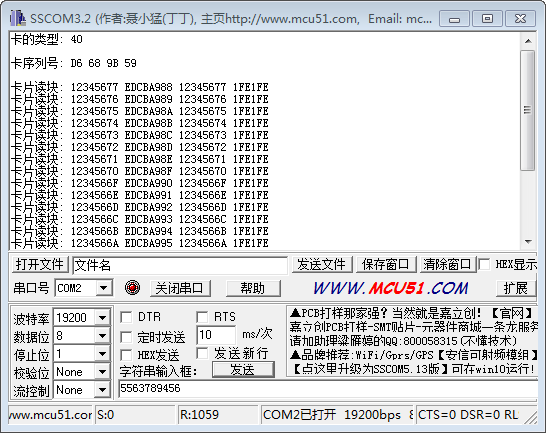 SSCOM3.2 (作者:聂小猛(丁丁), 主页http://www.mcu51.com, Email: mc...
卡的类型: 40
卡序列号: D6 68 9B 59
卡片读块: 12345677 EDCBA988 12345677 1FE1FE
卡片读块: 12345676 EDCBA989 12345676 1FE1FE
卡片读块: 12345675 EDCBA98A 12345675 1FE1FE
卡片读块: 12345674 EDCBA98B 12345674 1FE1FE
卡片读块: 12345673 EDCBA98C 12345673 1FE1FE
卡片读块: 12345672 EDCBA98D 12345672 1FE1FE
卡片读块: 12345671 EDCBA98E 12345671 1FE1FE
卡片读块: 12345670 EDCBA98F 12345670 1FE1FE
卡片读块: 1234566F EDCBA990 1234566F 1FE1FE
卡片读块: 1234566E EDCBA991 1234566E 1FE1FE
卡片读块: 1234566D EDCBA992 1234566D 1FE1FE
卡片读块: 1234566C EDCBA993 1234566C 1FE1FE
卡片读块: 1234566B EDCBA994 1234566B 1FE1FE
卡片读块: 1234566A EDCBA995 1234566A 1FE1FE
打开文件 文件名 发送文件 保存窗口 清除窗口 HEX显示
串口号 COM2 关闭串口 帮助 WWW.MCU51.COM 扩展
波特率 19200 DTR RTS
数据位 8 定时发送 10 ms/次
停止位 1 HEX发送 发送新行
校验位 None 字符串输入框: 发送
流控制 None 5563789456
▲PCB打样那家强?当然就是嘉立创!【官网】
嘉立创PCB打样-SMT贴片-元器件商城一条龙服务
请加助理梁雁婷的QQ:800058315(不懂技术)
▲品牌推荐:WiFi/Gprs/GPS【安信可射频模组】
【点这里升级为SSCOM5.13版】可在win10运行!
www.mcu51.com S:0 R:1059 COM2已打开 19200bps 8 CTS=0 DSR=0 RL